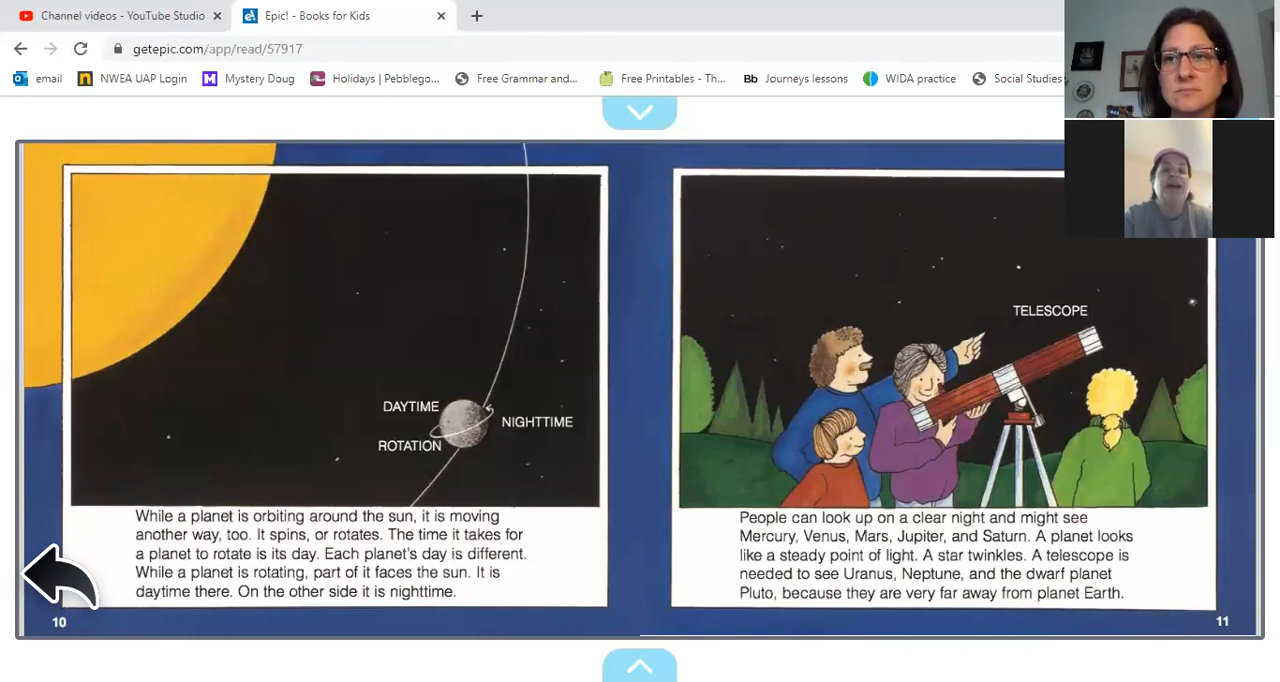 Channel videos - YouTube Studio
Epic! - Books for Kids
getepic.com/app/read/57917
email
NWEA UAP Login
Mystery Doug
Holidays | Pebblego...
Free Grammar and...
Free Printables - Th...
Bb Journeys lessons
WIDA practice
Social Studies
DAYTIME
NIGHTTIME
ROTATION
While a planet is orbiting around the sun, it is moving
another way, too. It spins, or rotates. The time it takes for
a planet to rotate is its day. Each planet's day is different.
While a planet is rotating, part of it faces the sun. It is
daytime there. On the other side it is nighttime.
10
TELESCOPE
People can look up on a clear night and might see
Mercury, Venus, Mars, Jupiter, and Saturn. A planet looks
like a steady point of light. A star twinkles. A telescope is
needed to see Uranus, Neptune, and the dwarf planet
Pluto, because they are very far away from planet Earth.
11